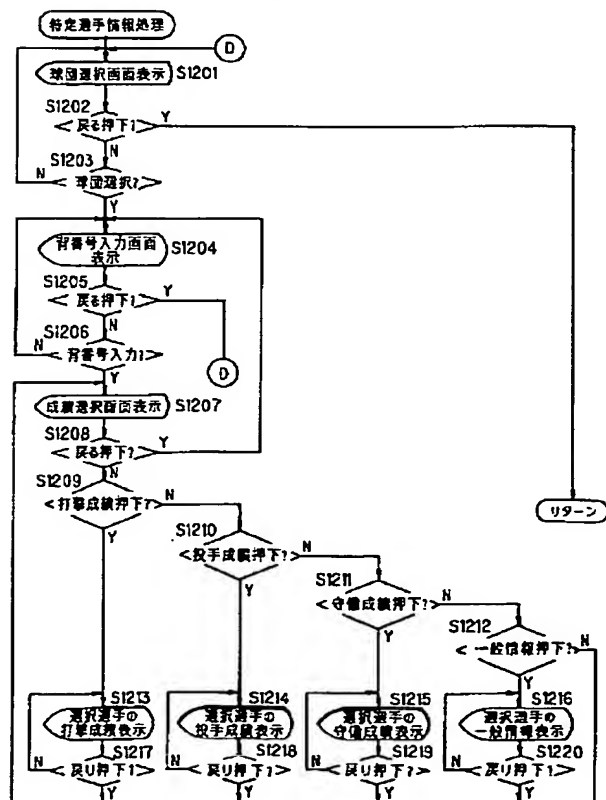 特定選手情報処理
D
球団選択画面表示 S1201
S1202
戻る押下? Y
N
S1203
N 球団選択?
Y
背番号入力画面
表示 S1204
S1205
戻る押下? Y
N
S1206
N 背番号入力? D
Y
成績選択画面表示 S1207
S1208
戻る押下? Y
N
S1209
打撃成績押下? N
リターン
Y
S1210
投手成績押下? N
Y
S1211
守備成績押下? N
Y
S1212
一般情報押下? N
Y
S1213 S1214 S1215 S1216
選択選手の 選択選手の 選択選手の 選択選手の
打撃成績表示 投手成績表示 守備成績表示 一般情報表示
S1217 S1218 S1219 S1220
N 戻り押下? N 戻り押下? N 戻り押下? N 戻り押下?
Y Y Y Y